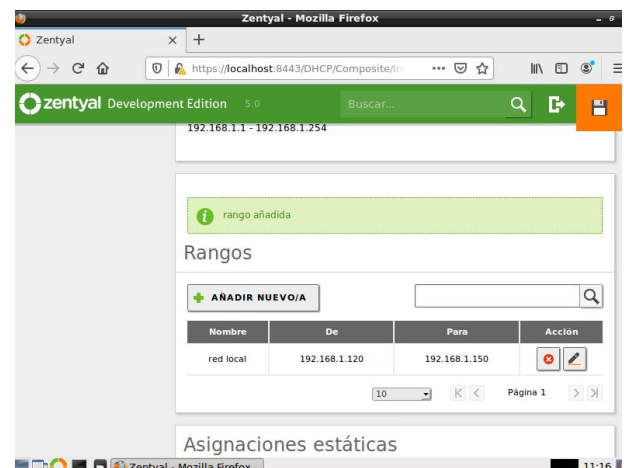 Zentyal - Mozilla Firefox
Zentyal
https://localhost:8443/DHCP/Composite/In
zentyal Development Edition 5.0 Buscar...
192.168.1.1 - 192.168.1.254
rango añadida
Rangos
AÑADIR NUEVO/A
Nombre De Para Acción
red local 192.168.1.120 192.168.1.150
10 Página 1
Asignaciones estáticas
Zentyal - Mozilla Firefox 11:16